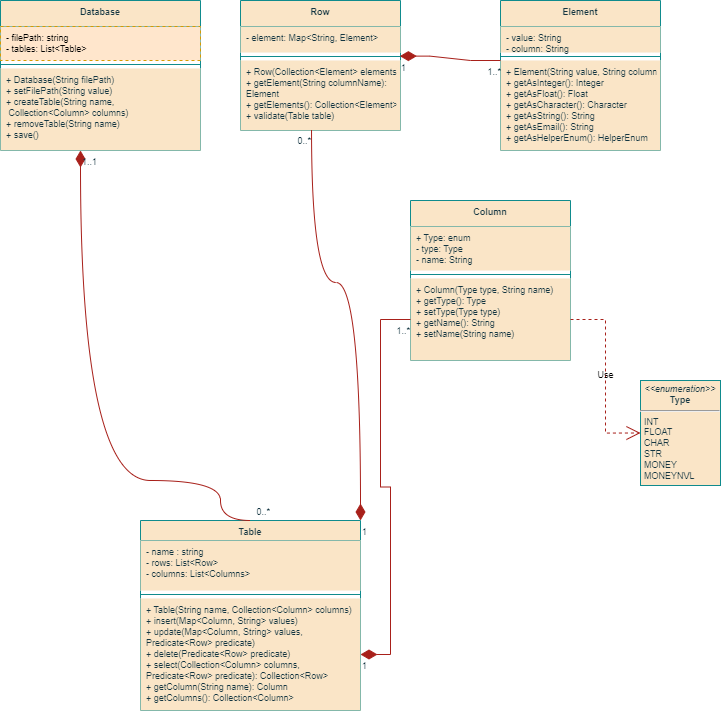 Database
- filePath: string
- tables: List<Table>
+ Database(String filePath)
+ setFilePath(String value)
+ createTable(String name,
Collection<Column> columns)
+ removeTable(String name)
+ save()
1..1
Row
- element: Map<String, Element>
+ Row(Collection<Element> elements
+ getElement(String columnName):
Element
+ getElements(): Collection<Element>
+ validate(Table table)
0..*
1
1..*
Element
- value: String
- column: String
+ Element(String value, String column
+ getAsInteger(): Integer
+ getAsFloat(): Float
+ getAsCharacter(): Character
+ getAsString(): String
+ getAsEmail(): String
+ getAsHelperEnum(): HelperEnum
Column
+ Type: enum
- type: Type
- name: String
+ Column(Type type, String name)
+ getType(): Type
+ setType(Type type)
+ getName(): String
+ setName(String name)
1..*
Use
<<enumeration>>
Type
INT
FLOAT
CHAR
STR
MONEY
MONEYNVL
0..*
1
Table
- name : string
- rows: List<Row>
- columns: List<Columns>
+ Table(String name, Collection<Column> columns)
+ insert(Map<Column, String> values)
+ update(Map<Column, String> values,
Predicate<Row> predicate)
+ delete(Predicate<Row> predicate)
+ select(Collection<Column> columns,
Predicate<Row> predicate): Collection<Row>
+ getColumn(String name): Column
+ getColumns(): Collection<Column>
1